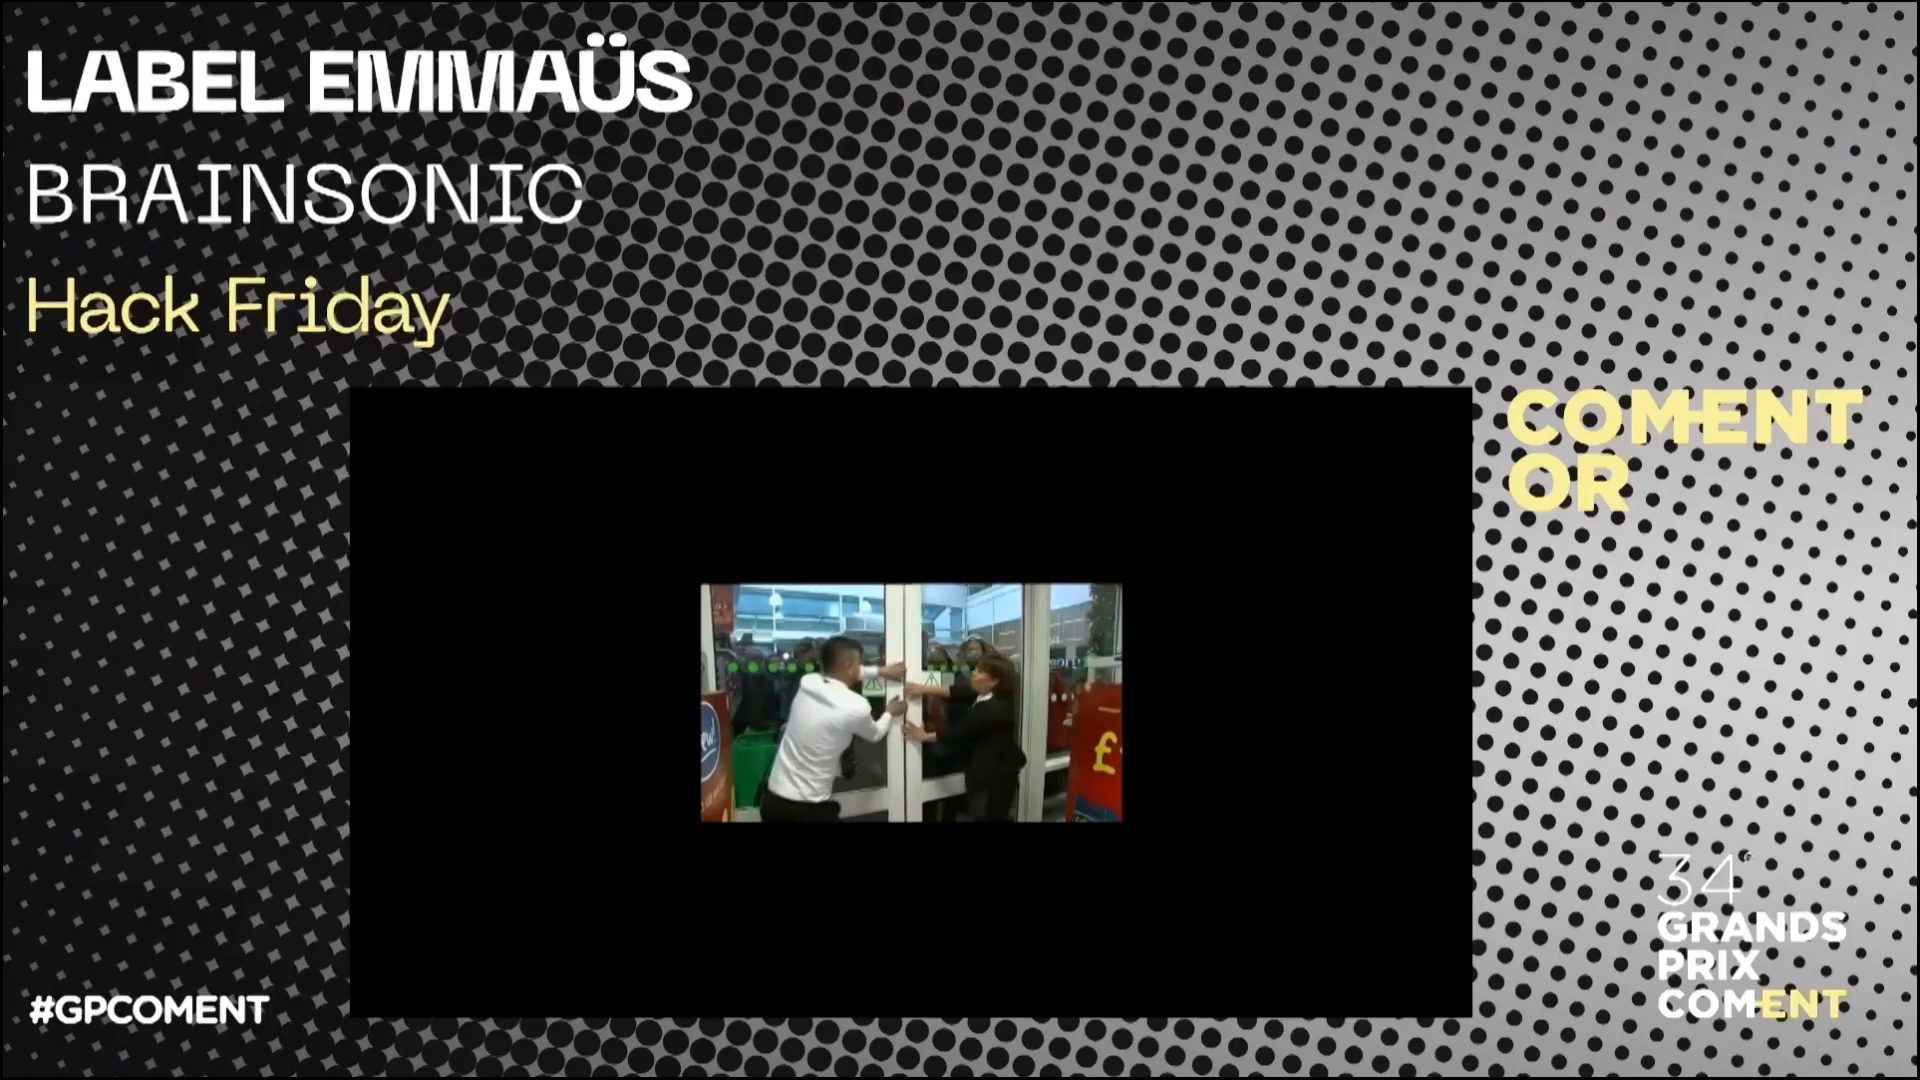 LABEL EMMAÜS
BRAINSONIC
Hack Friday
COMENT
OR
£
34e
GRANDS
PRIX
COMENT
#GPCOMENT